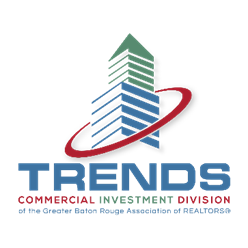 TRENDS
COMMERCIAL INVESTMENT DIVISION
of the Greater Baton Rouge Association of REALTORS®